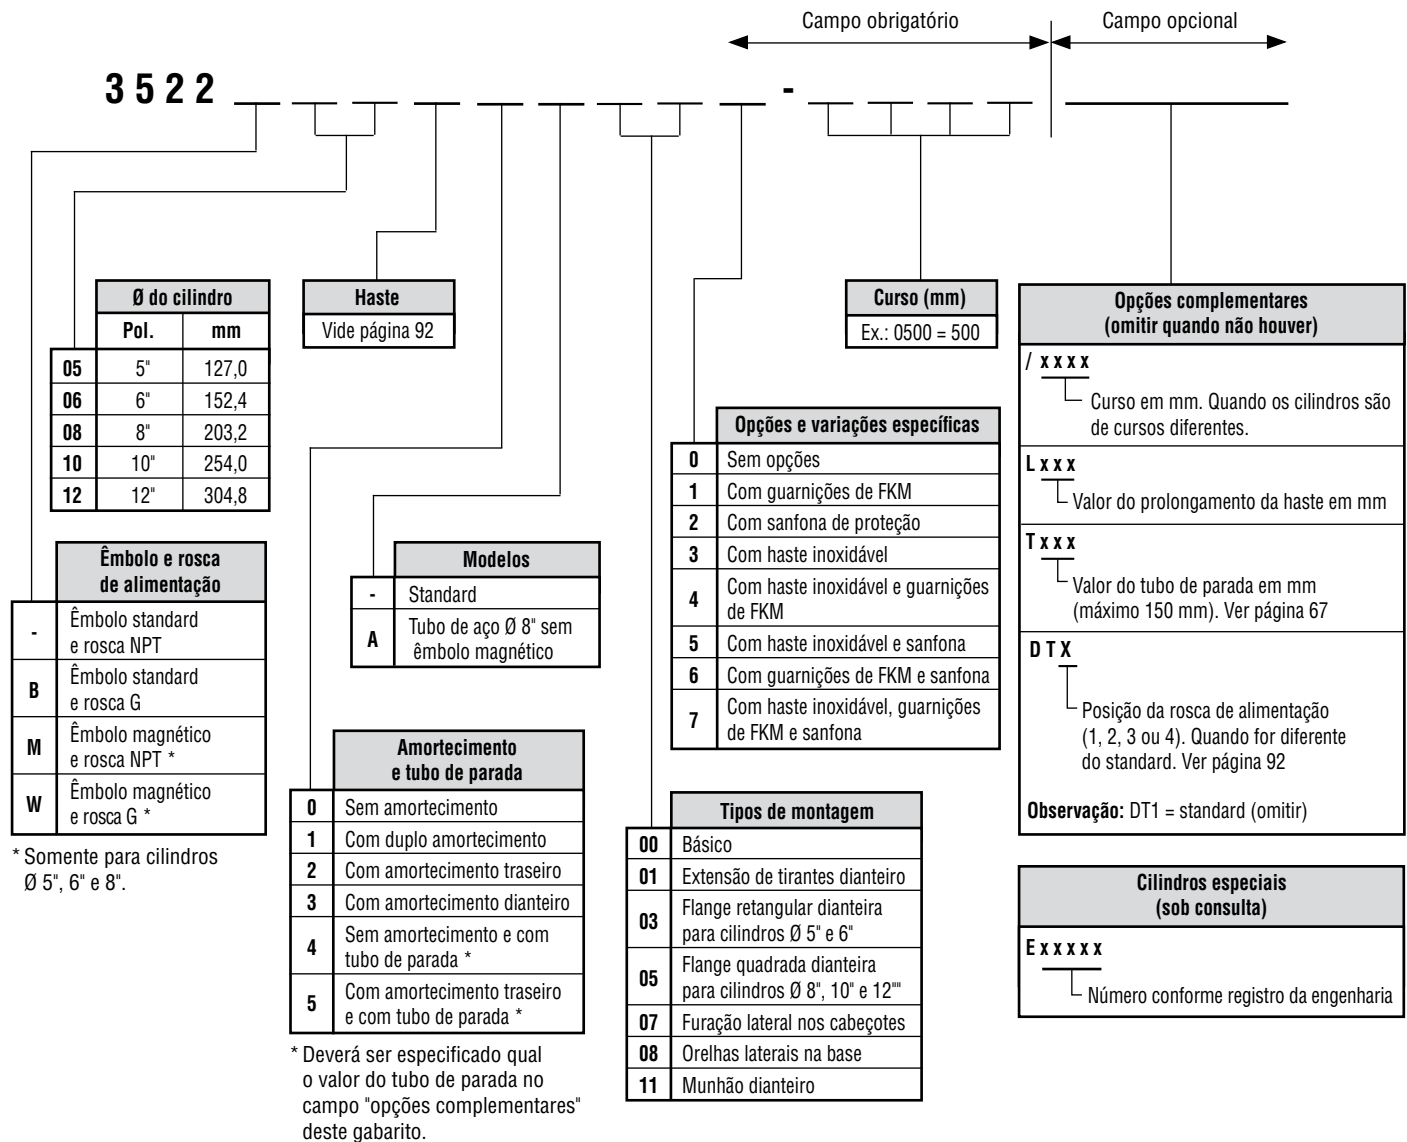 Campo obrigatório
Campo opcional
3 5 2 2
-
Ø do cilindro
Pol. mm
05 5" 127,0
06 6" 152,4
08 8" 203,2
10 10" 254,0
12 12" 304,8
Haste
Vide página 92
Curso (mm)
Ex.: 0500 = 500
Êmbolo e rosca
de alimentação
- Êmbolo standard
e rosca NPT
B Êmbolo standard
e rosca G
M Êmbolo magnético
e rosca NPT *
W Êmbolo magnético
e rosca G *
* Somente para cilindros
Ø 5", 6" e 8".
Modelos
- Standard
A Tubo de aço Ø 8" sem
êmbolo magnético
Amortecimento
e tubo de parada
0 Sem amortecimento
1 Com duplo amortecimento
2 Com amortecimento traseiro
3 Com amortecimento dianteiro
4 Sem amortecimento e com
tubo de parada *
5 Com amortecimento traseiro
e com tubo de parada *
* Deverá ser especificado qual
o valor do tubo de parada no
campo "opções complementares"
deste gabarito.
Opções e variações específicas
0 Sem opções
1 Com guarnições de FKM
2 Com sanfona de proteção
3 Com haste inoxidável
4 Com haste inoxidável e guarnições
de FKM
5 Com haste inoxidável e sanfona
6 Com guarnições de FKM e sanfona
7 Com haste inoxidável, guarnições
de FKM e sanfona
Tipos de montagem
00 Básico
01 Extensão de tirantes dianteiro
03 Flange retangular dianteira
para cilindros Ø 5" e 6"
05 Flange quadrada dianteira
para cilindros Ø 8", 10" e 12""
07 Furação lateral nos cabeçotes
08 Orelhas laterais na base
11 Munhão dianteiro
Opções complementares
(omitir quando não houver)
/ x x x x
Curso em mm. Quando os cilindros são
de cursos diferentes.
L x x x
Valor do prolongamento da haste em mm
T x x x
Valor do tubo de parada em mm
(máximo 150 mm). Ver página 67
D T X
Posição da rosca de alimentação
(1, 2, 3 ou 4). Quando for diferente
do standard. Ver página 92
Observação: DT1 = standard (omitir)
Cilindros especiais
(sob consulta)
E x x x x x
Número conforme registro da engenharia